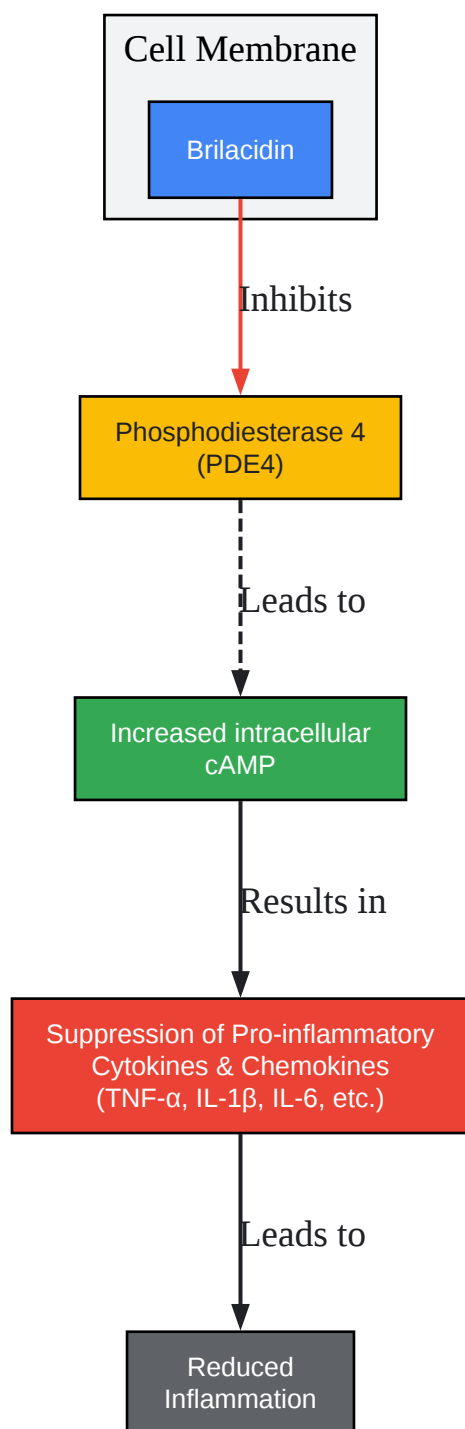 Cell Membrane
Brilacidin
Inhibits
Phosphodiesterase 4
(PDE4)
Leads to
Increased intracellular
cAMP
Results in
Suppression of Pro-inflammatory
Cytokines & Chemokines
(TNF-α, IL-1β, IL-6, etc.)
Leads to
Reduced
Inflammation